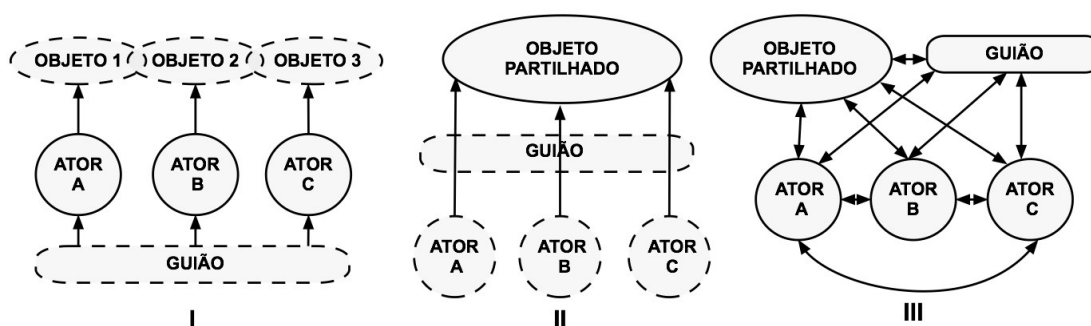 OBJETO 1
OBJETO 2
OBJETO 3
ATOR
A
ATOR
B
ATOR
C
GUIÃO
I
OBJETO
PARTILHADO
GUIÃO
ATOR
A
ATOR
B
ATOR
C
II
OBJETO
PARTILHADO
GUIÃO
ATOR
A
ATOR
B
ATOR
C
III